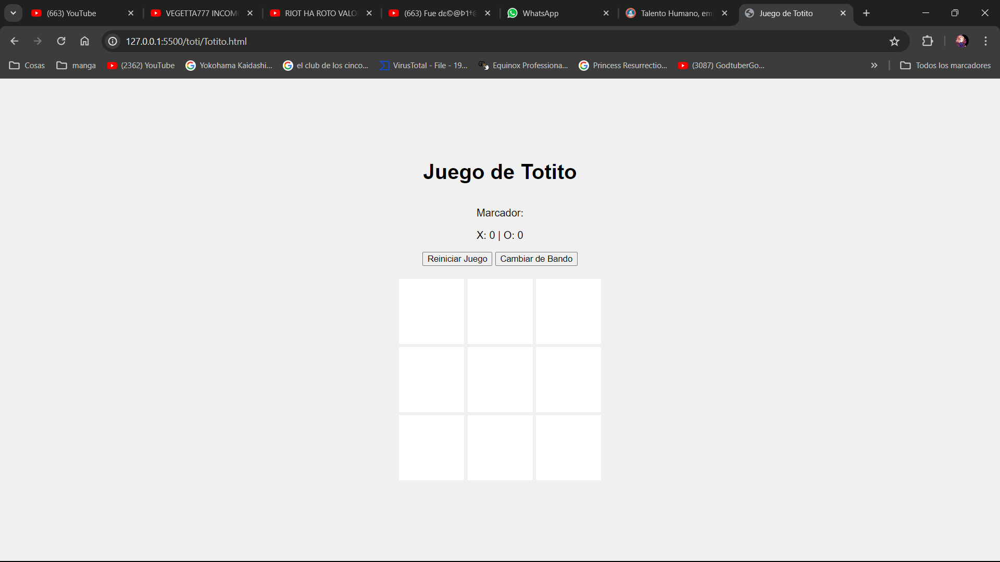 (663) YouTube
VEGETTA777 INCOM
RIOT HA ROTO VALO
(663) Fue dɛ©@Þ1†@
WhatsApp
Talento Humano, em
Juego de Totito
127.0.0.1:5500/toti/Totito.html
Cosas
manga
(2362) YouTube
Yokohama Kaidashi...
el club de los cinco...
VirusTotal - File - 19...
Equinox Professiona...
Princess Resurrectio...
(3087) GodtuberGo...
Todos los marcadores
Juego de Totito
Marcador:
X: 0 | O: 0
Reiniciar Juego
Cambiar de Bando